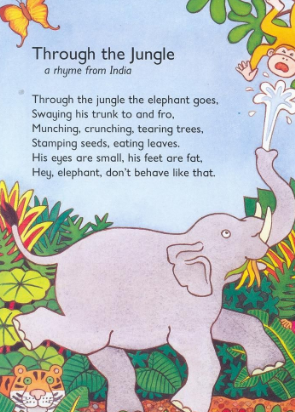 Through the Jungle
a rhyme from India
Through the jungle the elephant goes,
Swaying his trunk to and fro,
Munching, crunching, tearing trees,
Stamping seeds, eating leaves.
His eyes are small, his feet are fat,
Hey, elephant, don't behave like that.